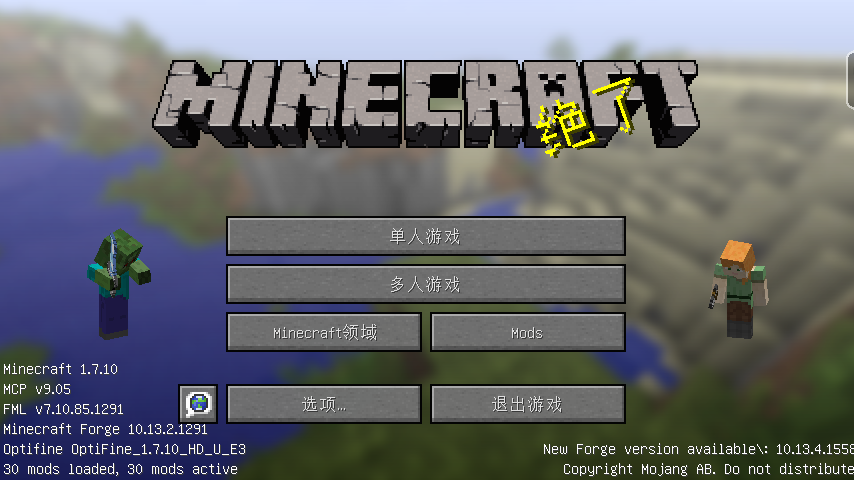 MINECRAFT
绝了
单人游戏
多人游戏
Minecraft领域
Mods
选项…
退出游戏
Minecraft 1.7.10
MCP v9.05
FML v7.10.85.1291
Minecraft Forge 10.13.2.1291
Optifine OptiFine_1.7.10_HD_U_E3
30 mods loaded, 30 mods active
New Forge version available\: 10.13.4.1558
Copyright Mojang AB. Do not distribute